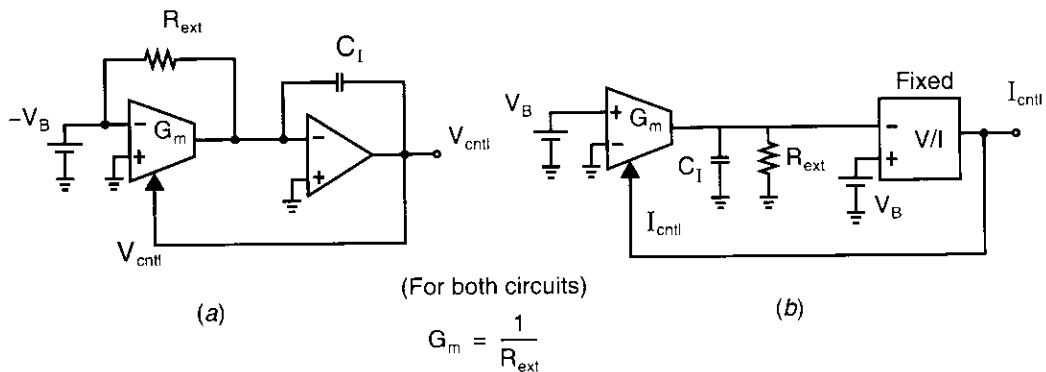 R_ext
C_I
−V_B
−
G_m
+
−
+
V_cntl
V_cntl
(a)
Fixed
V_B
+
G_m
−
C_I
R_ext
−
V/I
+
V_B
I_cntl
I_cntl
(b)
(For both circuits)
G_m = 1/R_ext